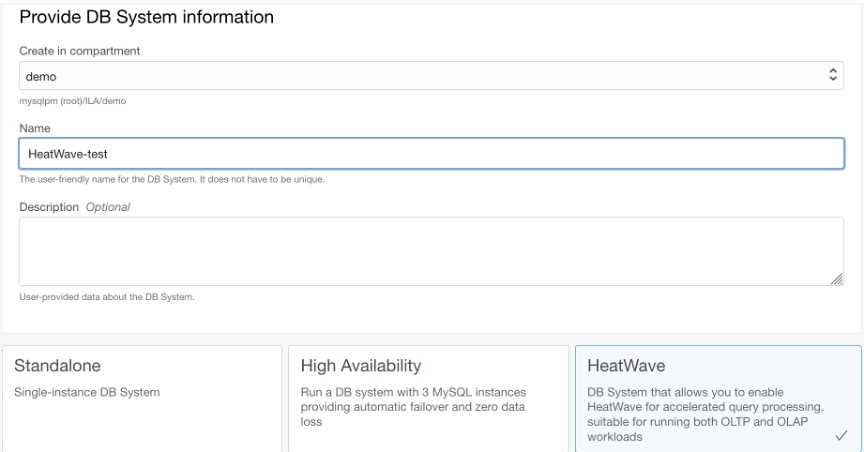 Provide DB System information
Create in compartment
demo
mysqlpm (root)/ILA/demo
Name
HeatWave-test
The user-friendly name for the DB System. It does not have to be unique.
Description Optional
User-provided data about the DB System.
Standalone
Single-instance DB System
High Availability
Run a DB system with 3 MySQL instances
providing automatic failover and zero data
loss
HeatWave
DB System that allows you to enable
HeatWave for accelerated query processing,
suitable for running both OLTP and OLAP
workloads